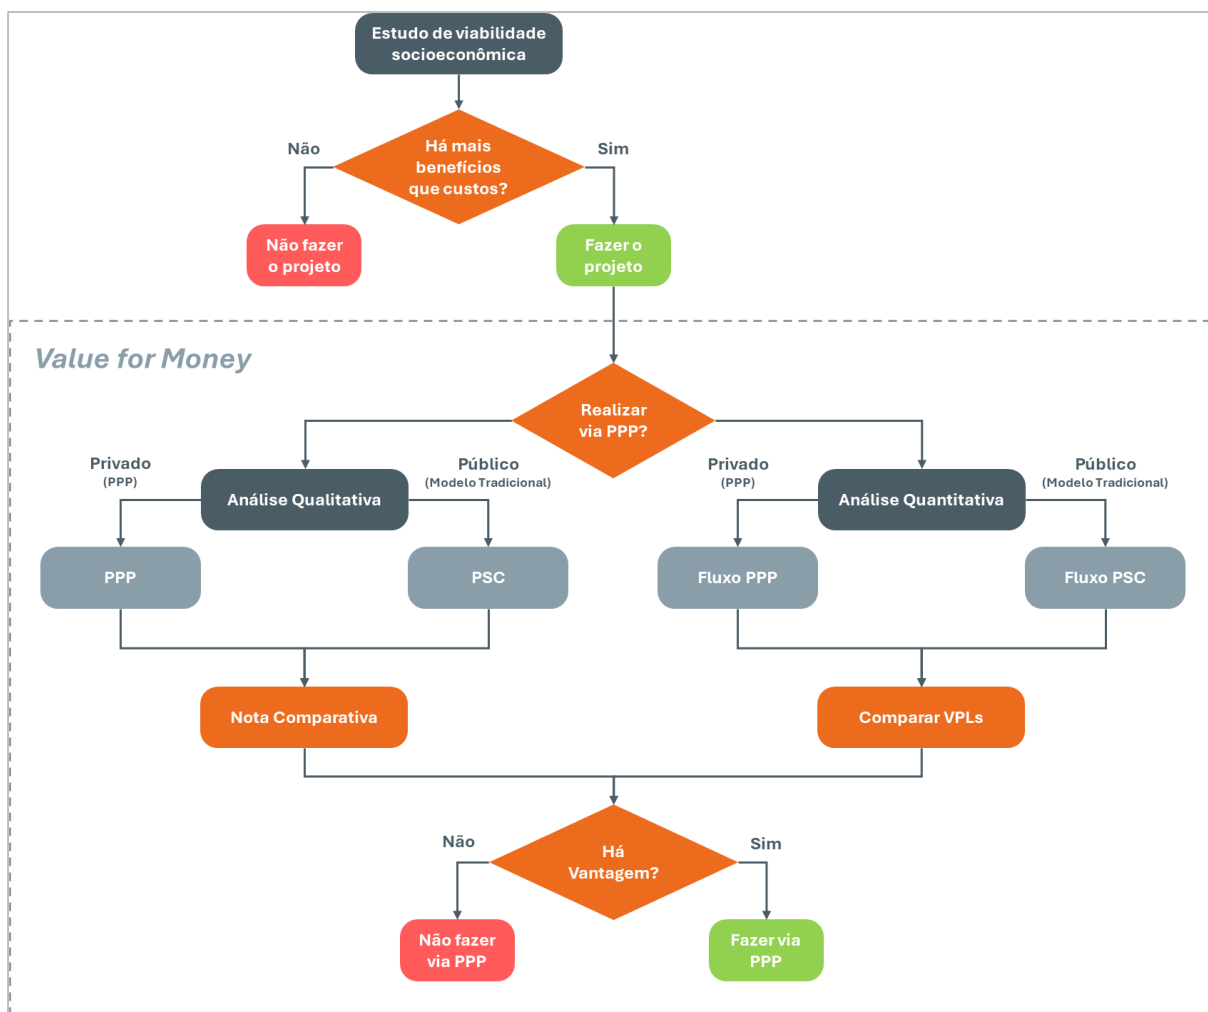 Estudo de viabilidade
socioeconômica
Não
Há mais
benefícios
que custos?
Sim
Não fazer
o projeto
Fazer o
projeto
Value for Money
Realizar
via PPP?
Privado
(PPP)
Análise Qualitativa
Público
(Modelo Tradicional)
Privado
(PPP)
Análise Quantitativa
Público
(Modelo Tradicional)
PPP
PSC
Fluxo PPP
Fluxo PSC
Nota Comparativa
Comparar VPLs
Não
Há
Vantagem?
Sim
Não fazer
via PPP
Fazer via
PPP